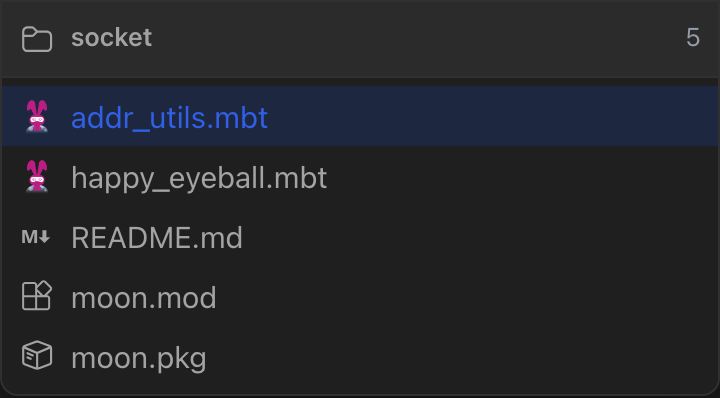 socket 5
addr_utils.mbt
happy_eyeball.mbt
M↓ README.md
moon.mod
moon.pkg